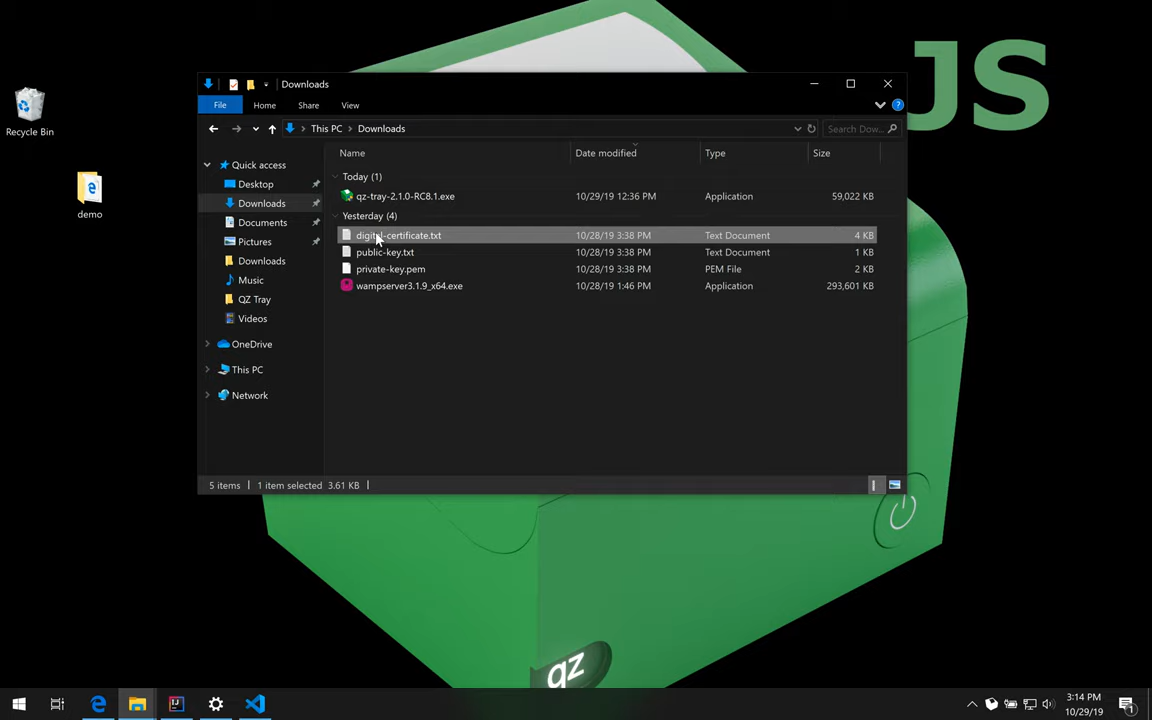 JS
Recycle Bin
demo
Downloads
File Home Share View
This PC Downloads
Search Dow...
Name Date modified Type Size
Today (1)
qz-tray-2.1.0-RC8.1.exe 10/29/19 12:36 PM Application 59,022 KB
Yesterday (4)
digital-certificate.txt 10/28/19 3:38 PM Text Document 4 KB
public-key.txt 10/28/19 3:38 PM Text Document 1 KB
private-key.pem 10/28/19 3:38 PM PEM File 2 KB
wampserver3.1.9_x64.exe 10/28/19 1:46 PM Application 293,601 KB
Quick access
Desktop
Downloads
Documents
Pictures
Downloads
Music
QZ Tray
Videos
OneDrive
This PC
Network
5 items 1 item selected 3.61 KB
qz
3:14 PM
10/29/19
1